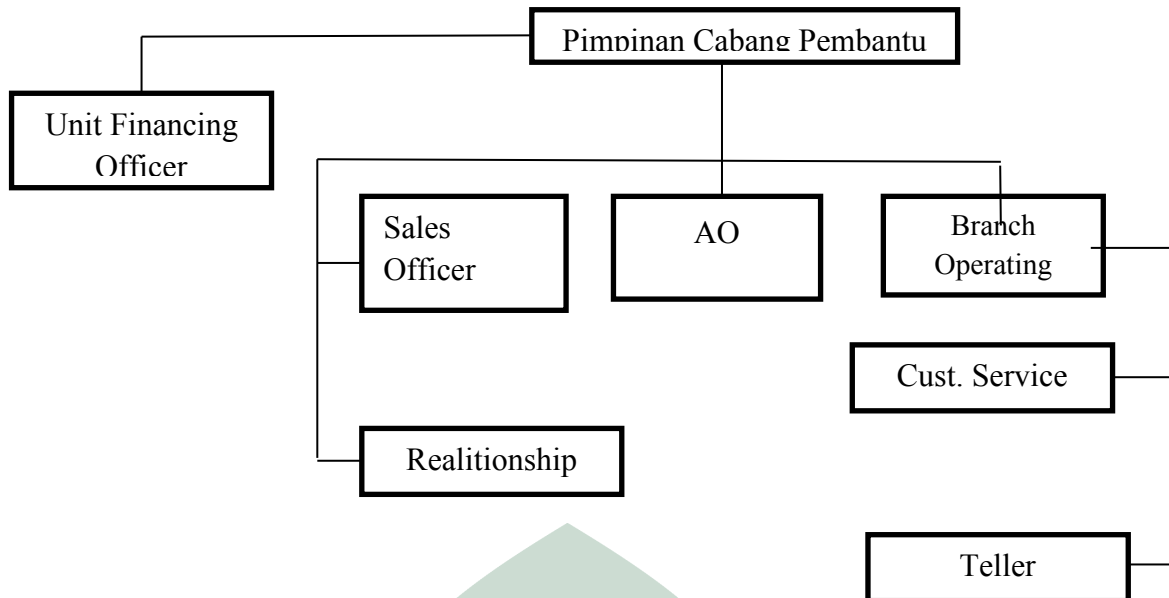 Pimpinan Cabang Pembantu
Unit Financing
Officer
Sales
Officer
AO
Branch
Operating
Cust. Service
Realitionship
Teller